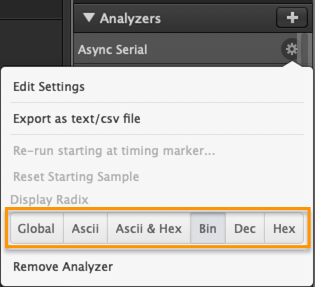 ▼ Analyzers +
Async Serial
Edit Settings
Export as text/csv file
Re-run starting at timing marker...
Reset Starting Sample
Display Radix
Global Ascii Ascii & Hex Bin Dec Hex
Remove Analyzer